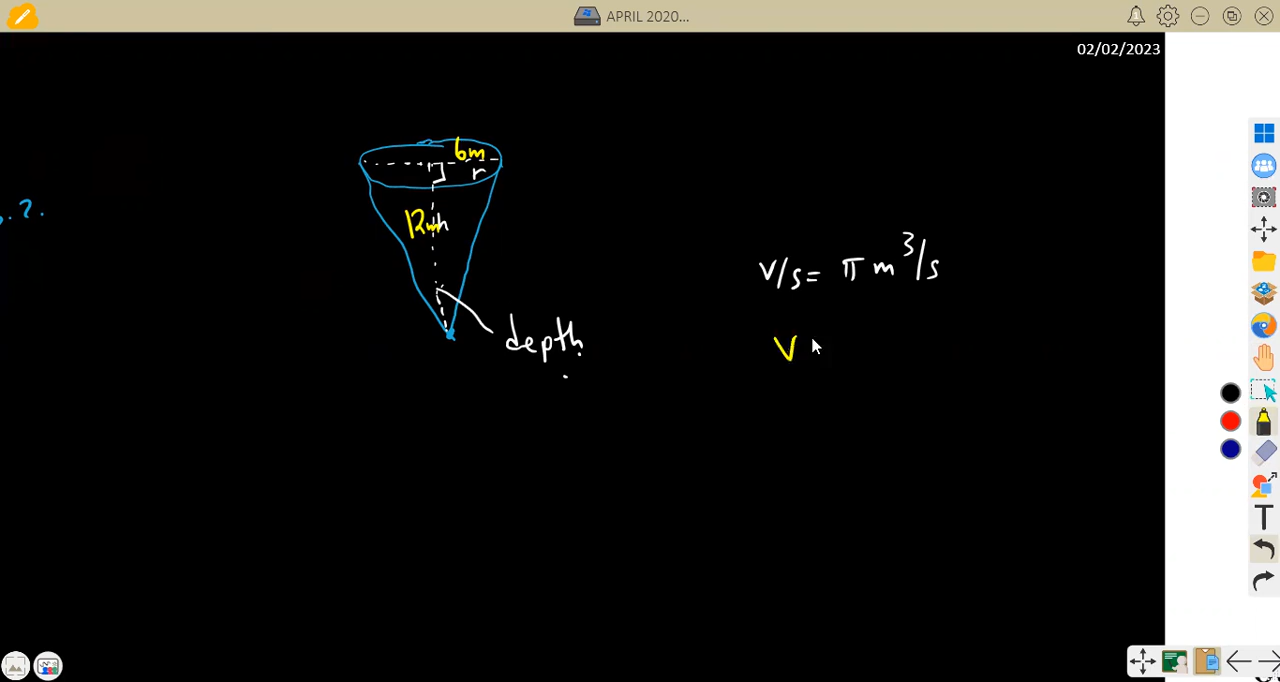 APRIL 2020...
02/02/2023
6m
r
12m
h
.?.
V/s = π m³/s
depth
V
T